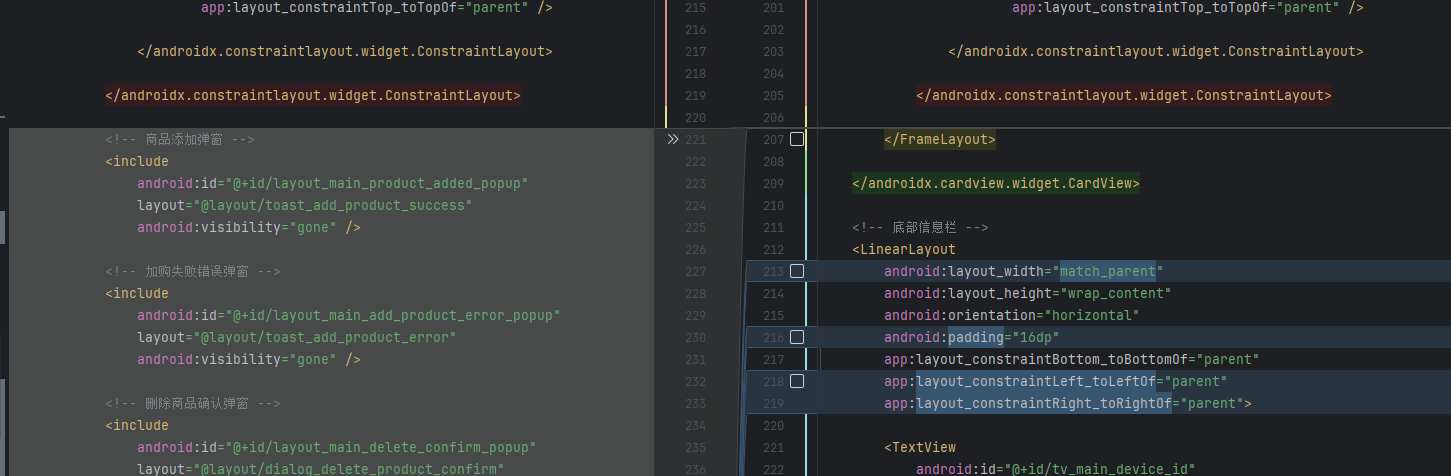 app:layout_constraintTop_toTopOf="parent" />
</androidx.constraintlayout.widget.ConstraintLayout>
</androidx.constraintlayout.widget.ConstraintLayout>
<!-- 商品添加弹窗 -->
<include
android:id="@+id/layout_main_product_added_popup"
layout="@layout/toast_add_product_success"
android:visibility="gone" />
<!-- 加购失败错误弹窗 -->
<include
android:id="@+id/layout_main_add_product_error_popup"
layout="@layout/toast_add_product_error"
android:visibility="gone" />
<!-- 删除商品确认弹窗 -->
<include
android:id="@+id/layout_main_delete_confirm_popup"
layout="@layout/dialog_delete_product_confirm"
215
216
217
218
219
220
221
222
223
224
225
226
227
228
229
230
231
232
233
234
235
236
201
202
203
204
205
206
207
208
209
210
211
212
213
214
215
216
217
218
219
220
221
222
app:layout_constraintTop_toTopOf="parent" />
</androidx.constraintlayout.widget.ConstraintLayout>
</androidx.constraintlayout.widget.ConstraintLayout>
</FrameLayout>
</androidx.cardview.widget.CardView>
<!-- 底部信息栏 -->
<LinearLayout
android:layout_width="match_parent"
android:layout_height="wrap_content"
android:orientation="horizontal"
android:padding="16dp"
app:layout_constraintBottom_toBottomOf="parent"
app:layout_constraintLeft_toLeftOf="parent"
app:layout_constraintRight_toRightOf="parent">
<TextView
android:id="@+id/tv_main_device_id"